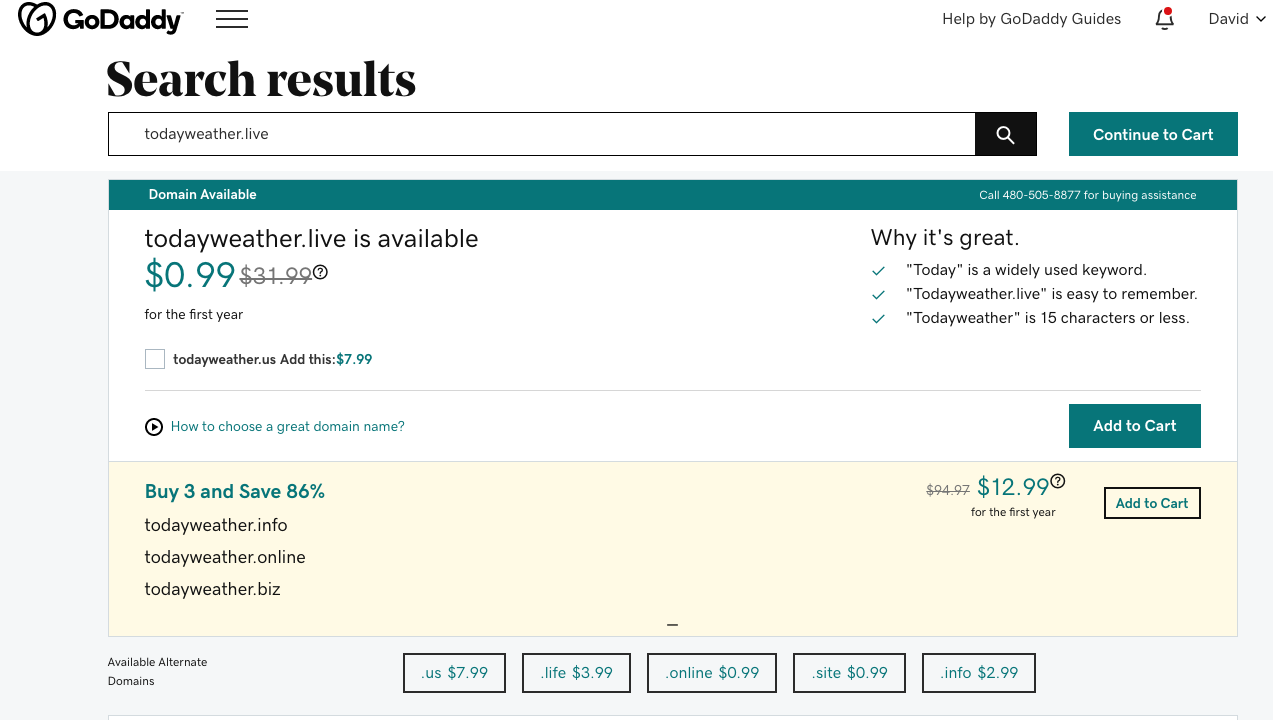 GoDaddy™
Help by GoDaddy Guides
David
Search results
todayweather.live
Continue to Cart
Domain Available
Call 480-505-8877 for buying assistance
todayweather.live is available
$0.99 $31.99
for the first year
Why it's great.
"Today" is a widely used keyword.
"Todayweather.live" is easy to remember.
"Todayweather" is 15 characters or less.
todayweather.us Add this:$7.99
How to choose a great domain name?
Add to Cart
Buy 3 and Save 86%
todayweather.info
todayweather.online
todayweather.biz
$94.97 $12.99
for the first year
Add to Cart
Available Alternate
Domains
.us $7.99
.life $3.99
.online $0.99
.site $0.99
.info $2.99